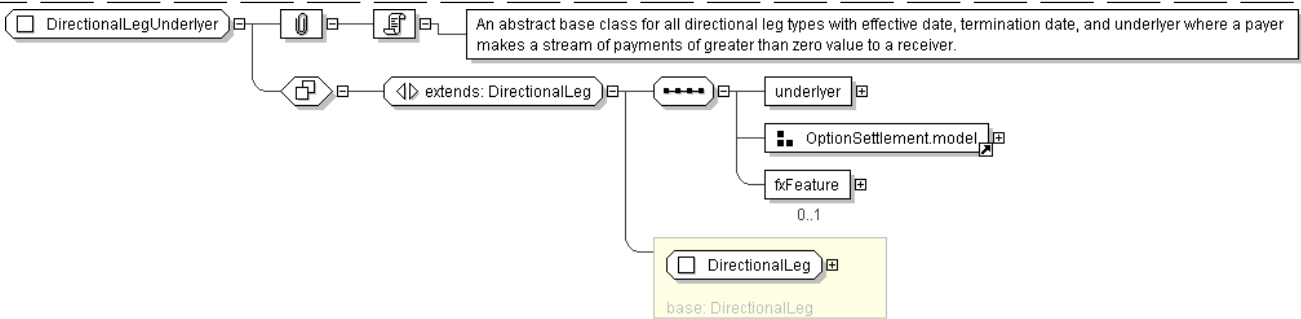 DirectionalLegUnderlyer
An abstract base class for all directional leg types with effective date, termination date, and underlyer where a payer
makes a stream of payments of greater than zero value to a receiver.
extends: DirectionalLeg
underlyer
OptionSettlement.model
fxFeature
0..1
DirectionalLeg
base: DirectionalLeg